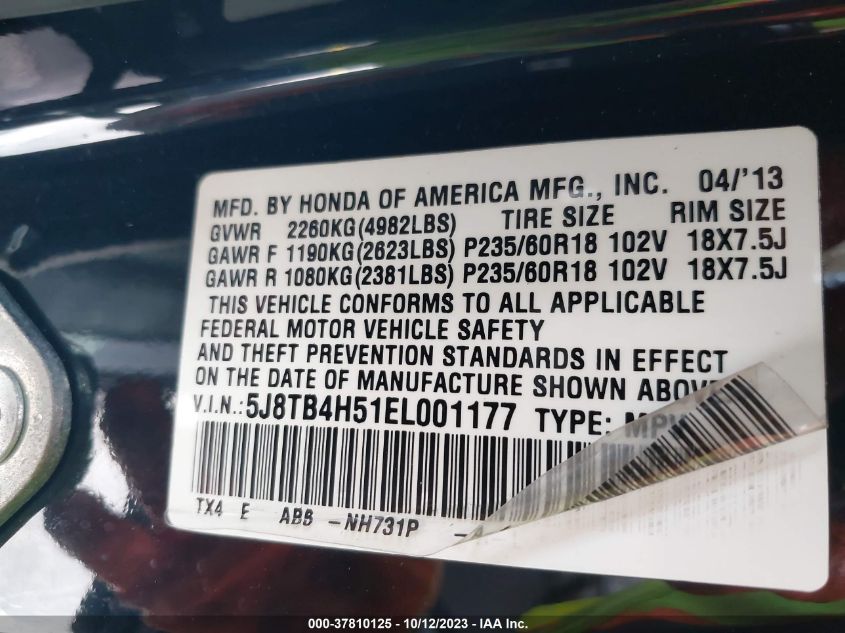 MFD. BY HONDA OF AMERICA MFG., INC. 04/'13
GVWR 2260KG(4982LBS) TIRE SIZE RIM SIZE
GAWR F 1190KG(2623LBS) P235/60R18 102V 18X7.5J
GAWR R 1080KG(2381LBS) P235/60R18 102V 18X7.5J
THIS VEHICLE CONFORMS TO ALL APPLICABLE
FEDERAL MOTOR VEHICLE SAFETY
AND THEFT PREVENTION STANDARDS IN EFFECT
ON THE DATE OF MANUFACTURE SHOWN ABOVE
V.I.N.: 5J8TB4H51EL001177 TYPE: MPV
TX4 E AB6 -NH731P -
000-37810125 - 10/12/2023 - IAA Inc.